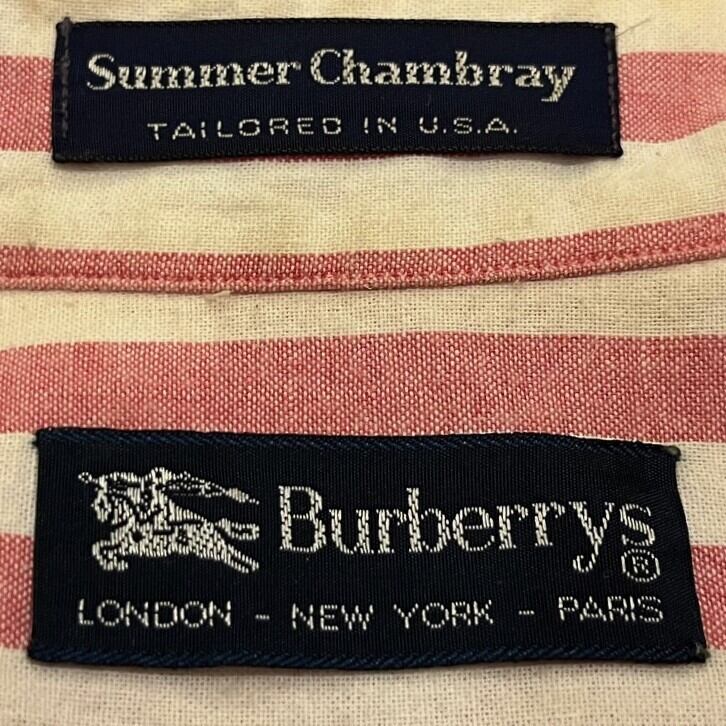 Summer Chambray
TAILORED IN U.S.A.
Burberrys®
LONDON - NEW YORK - PARIS